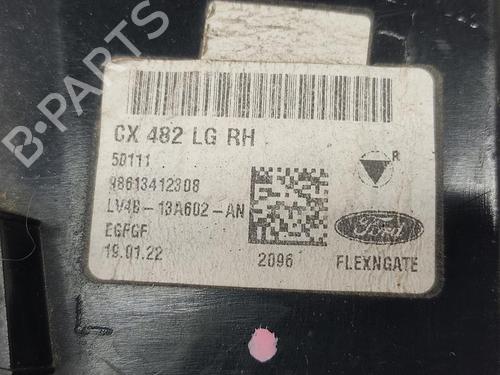 CX 482 LG RH
50111
98613412308
LV4B-13A602-AN
EGFGF
19.01.22
2096
R
Ford
FLEXNGATE
B-PARTS